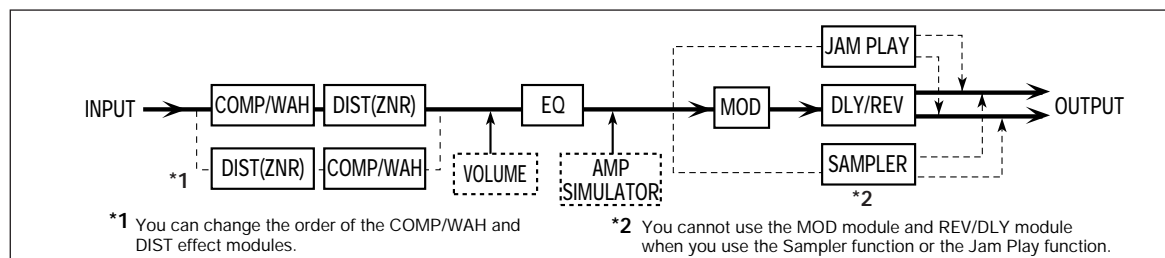 JAM PLAY
INPUT COMP/WAH DIST(ZNR) EQ MOD DLY/REV OUTPUT
*1 DIST(ZNR) COMP/WAH VOLUME AMP SIMULATOR SAMPLER
*2
*1 You can change the order of the COMP/WAH and
DIST effect modules.
*2 You cannot use the MOD module and REV/DLY module
when you use the Sampler function or the Jam Play function.